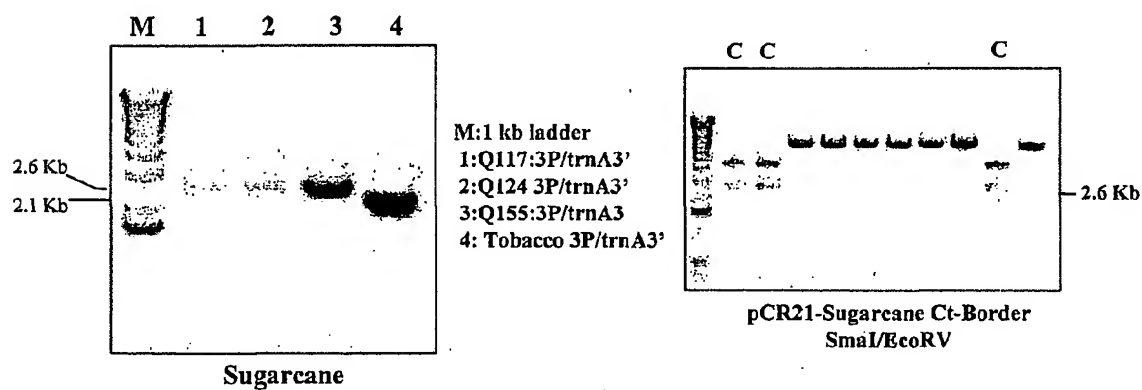 M 1 2 3 4
2.6 Kb
2.1 Kb
Sugarcane
M:1 kb ladder
1:Q117:3P/trnA3'
2:Q124 3P/trnA3'
3:Q155:3P/trnA3
4: Tobacco 3P/trnA3'
C C C
2.6 Kb
pCR21-Sugarcane Ct-Border
SmaI/EcoRV